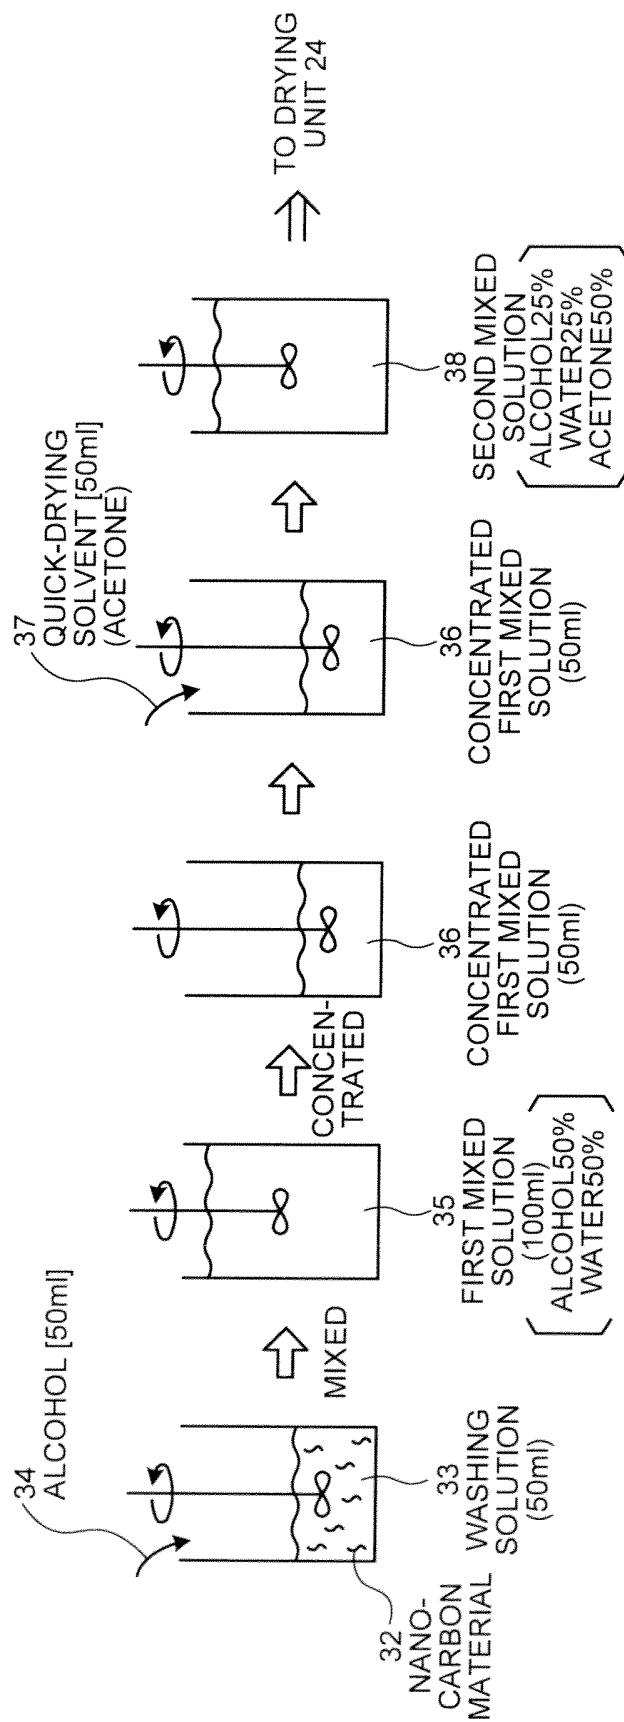 34
ALCOHOL [50ml]
32
NANO-
CARBON
MATERIAL
33
WASHING
SOLUTION
(50ml)
MIXED
35
FIRST MIXED
SOLUTION
(100ml)
ALCOHOL50%
WATER50%
CONCEN-
TRATED
36
CONCENTRATED
FIRST MIXED
SOLUTION
(50ml)
37
QUICK-DRYING
SOLVENT [50ml]
(ACETONE)
36
CONCENTRATED
FIRST MIXED
SOLUTION
(50ml)
38
SECOND MIXED
SOLUTION
ALCOHOL25%
WATER25%
ACETONE50%
TO DRYING
UNIT 24